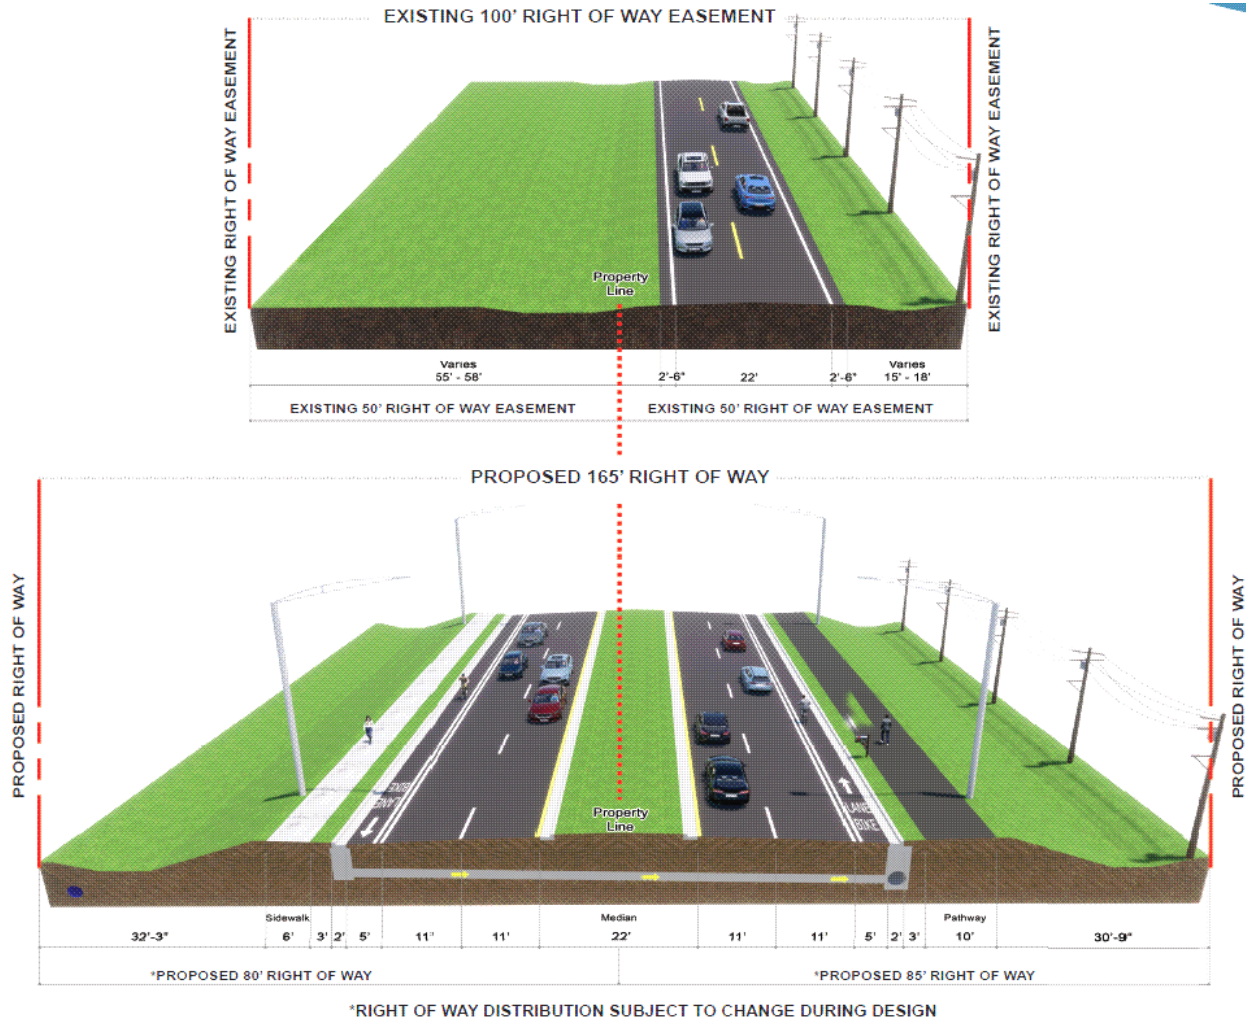 EXISTING 100' RIGHT OF WAY EASEMENT
EXISTING RIGHT OF WAY EASEMENT
EXISTING RIGHT OF WAY EASEMENT
Property
Line
Varies
55' - 58'
2'-6"
22'
2'-6"
Varies
15' - 18'
EXISTING 50' RIGHT OF WAY EASEMENT
EXISTING 50' RIGHT OF WAY EASEMENT
PROPOSED 165' RIGHT OF WAY
PROPOSED RIGHT OF WAY
PROPOSED RIGHT OF WAY
BIKE
LANE
LANE
BIKE
Property
Line
Sidewalk
Median
Pathway
32'-3" 6' 3' 2' 5' 11' 11' 22' 11' 11' 5' 2' 3' 10' 30'-9"
*PROPOSED 80' RIGHT OF WAY
*PROPOSED 85' RIGHT OF WAY
*RIGHT OF WAY DISTRIBUTION SUBJECT TO CHANGE DURING DESIGN